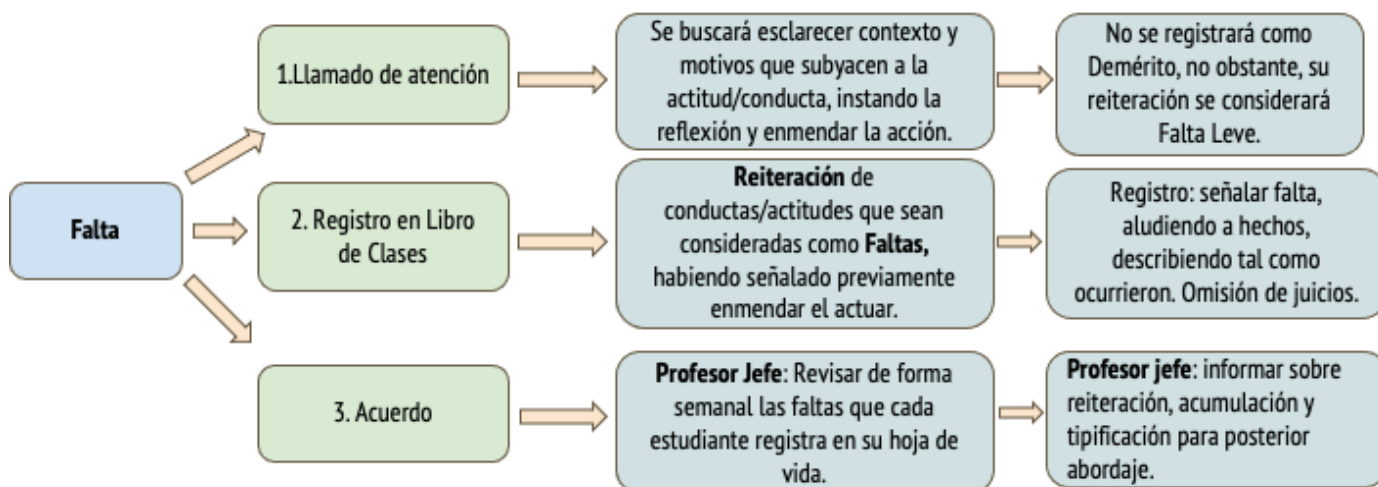 Falta
1.Llamado de atención
Se buscará esclarecer contexto y
motivos que subyacen a la
actitud/conducta, instando la
reflexión y enmendar la acción.
No se registrará como
Demérito, no obstante, su
reiteración se considerará
Falta Leve.
2. Registro en Libro
de Clases
Reiteración de
conductas/actitudes que sean
consideradas como Faltas,
habiendo señalado previamente
enmendar el actuar.
Registro: señalar falta,
aludiendo a hechos,
describiendo tal como
ocurrieron. Omisión de juicios.
3. Acuerdo
Profesor Jefe: Revisar de forma
semanal las faltas que cada
estudiante registra en su hoja de
vida.
Profesor jefe: informar sobre
reiteración, acumulación y
tipificación para posterior
abordaje.